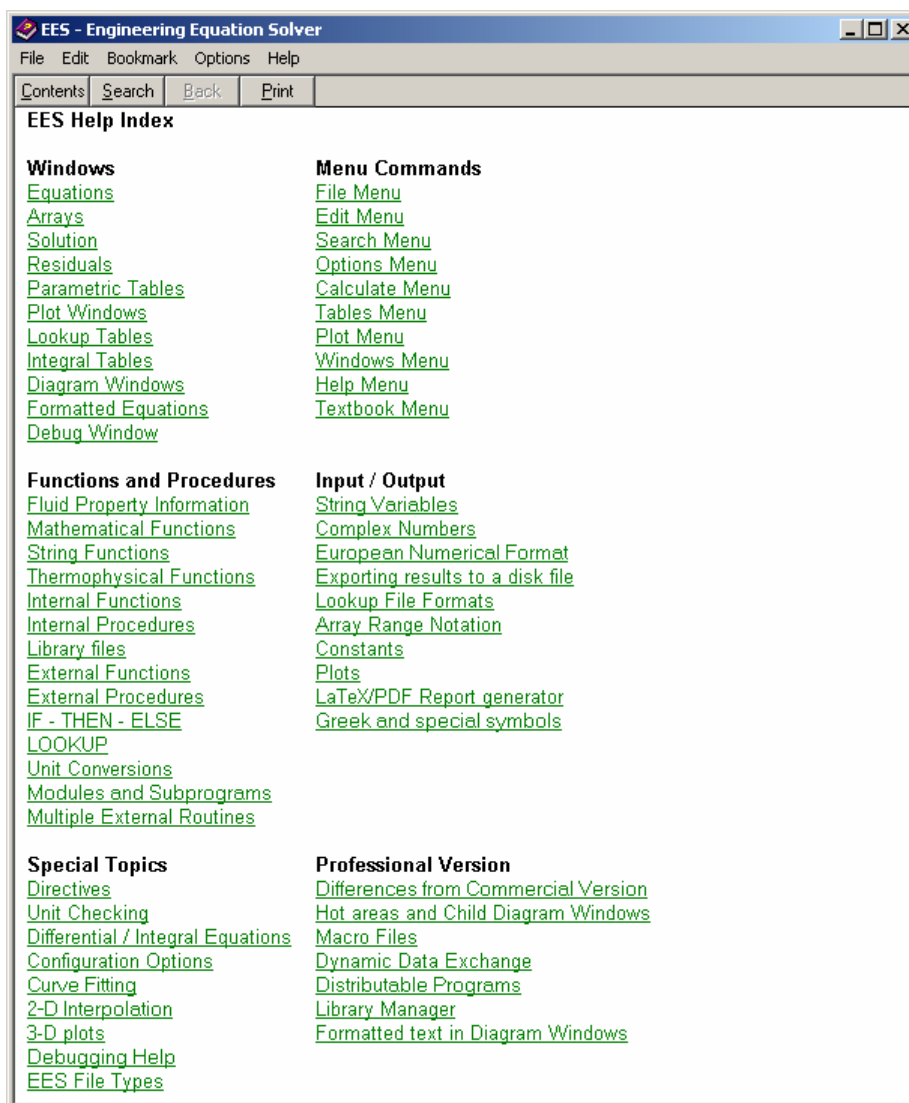 EES - Engineering Equation Solver
File Edit Bookmark Options Help
Contents Search Back Print
EES Help Index
Windows
Equations
Arrays
Solution
Residuals
Parametric Tables
Plot Windows
Lookup Tables
Integral Tables
Diagram Windows
Formatted Equations
Debug Window
Menu Commands
File Menu
Edit Menu
Search Menu
Options Menu
Calculate Menu
Tables Menu
Plot Menu
Windows Menu
Help Menu
Textbook Menu
Functions and Procedures
Fluid Property Information
Mathematical Functions
String Functions
Thermophysical Functions
Internal Functions
Internal Procedures
Library files
External Functions
External Procedures
IF - THEN - ELSE
LOOKUP
Unit Conversions
Modules and Subprograms
Multiple External Routines
Input / Output
String Variables
Complex Numbers
European Numerical Format
Exporting results to a disk file
Lookup File Formats
Array Range Notation
Constants
Plots
LaTeX/PDF Report generator
Greek and special symbols
Special Topics
Directives
Unit Checking
Differential / Integral Equations
Configuration Options
Curve Fitting
2-D Interpolation
3-D plots
Debugging Help
EES File Types
Professional Version
Differences from Commercial Version
Hot areas and Child Diagram Windows
Macro Files
Dynamic Data Exchange
Distributable Programs
Library Manager
Formatted text in Diagram Windows